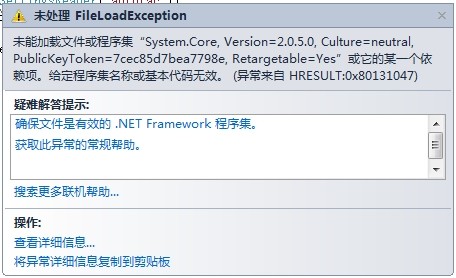 未处理 FileLoadException
未能加载文件或程序集“System.Core, Version=2.0.5.0, Culture=neutral,
PublicKeyToken=7cec85d7bea7798e, Retargetable=Yes”或它的某一个依
赖项。给定程序集名称或基本代码无效。 (异常来自 HRESULT:0x80131047)
疑难解答提示:
确保文件是有效的 .NET Framework 程序集。
获取此异常的常规帮助。
搜索更多联机帮助...
操作:
查看详细信息...
将异常详细信息复制到剪贴板